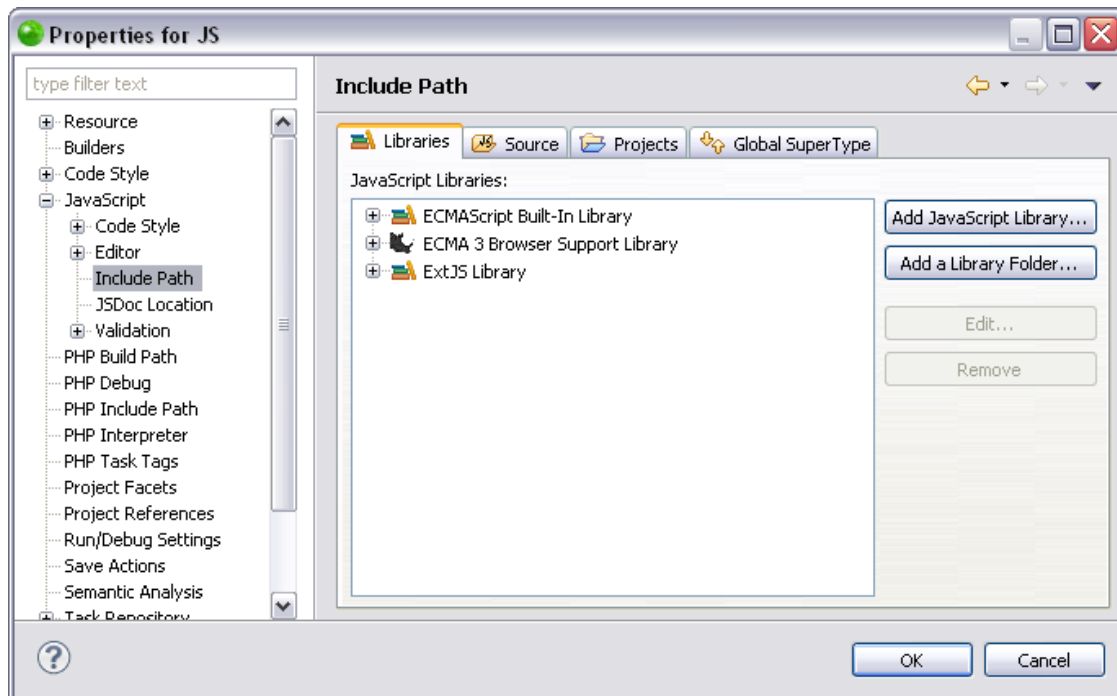 Properties for JS
type filter text
Resource
Builders
Code Style
JavaScript
Code Style
Editor
Include Path
JSDoc Location
Validation
PHP Build Path
PHP Debug
PHP Include Path
PHP Interpreter
PHP Task Tags
Project Facets
Project References
Run/Debug Settings
Save Actions
Semantic Analysis
Task Repository
Include Path
Libraries Source Projects Global SuperType
JavaScript Libraries:
ECMAScript Built-In Library
ECMA 3 Browser Support Library
ExtJS Library
Add JavaScript Library...
Add a Library Folder...
Edit...
Remove
OK Cancel